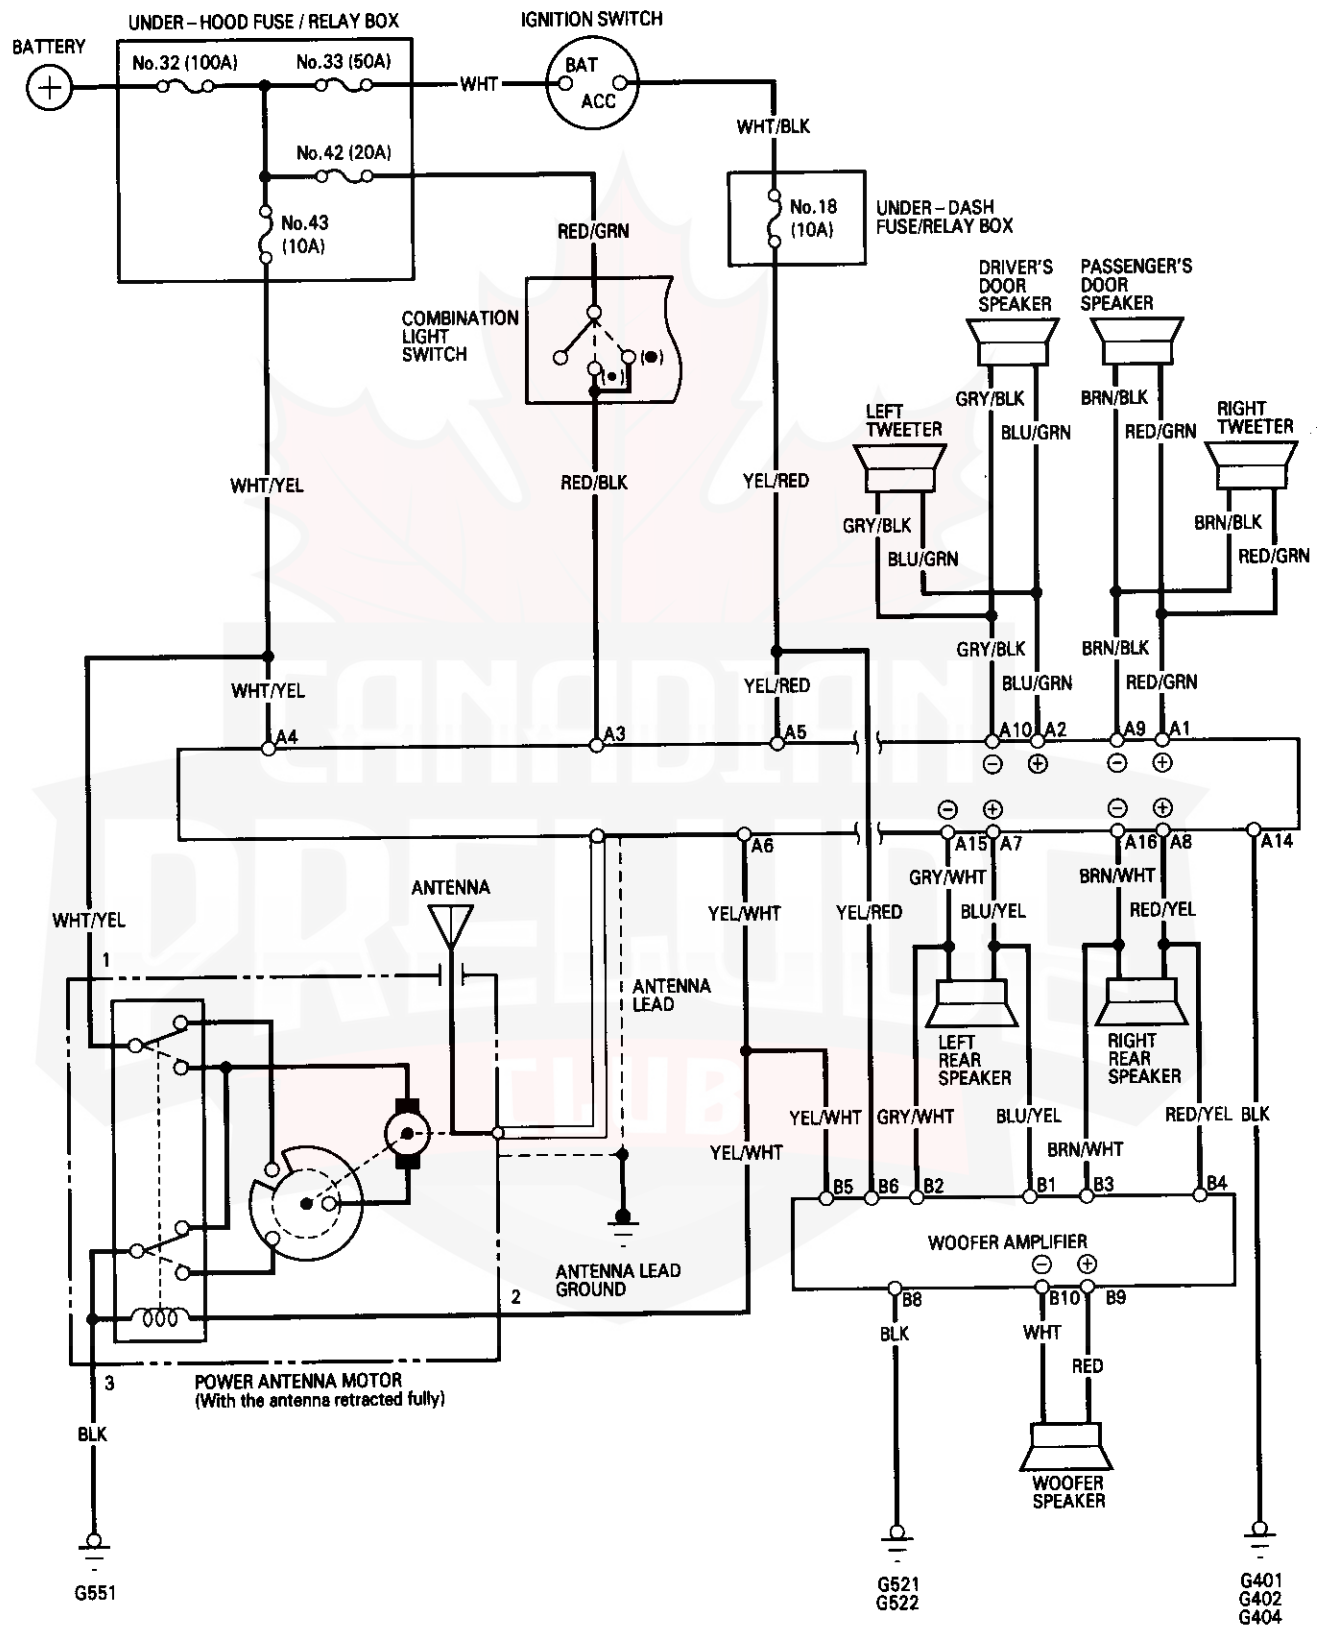 UNDER-HOOD FUSE / RELAY BOX
IGNITION SWITCH
BATTERY
No.32 (100A)
No.33 (50A)
WHT
BAT
ACC
WHT/BLK
No.42 (20A)
No.43
(10A)
RED/GRN
No.18
(10A)
UNDER-DASH
FUSE/RELAY BOX
DRIVER'S
DOOR
SPEAKER
PASSENGER'S
DOOR
SPEAKER
COMBINATION
LIGHT
SWITCH
GRY/BLK
BRN/BLK
LEFT
TWEETER
BLU/GRN
RED/GRN
RIGHT
TWEETER
WHT/YEL
RED/BLK
YEL/RED
GRY/BLK
BRN/BLK
BLU/GRN
RED/GRN
GRY/BLK
BRN/BLK
WHT/YEL
YEL/RED
BLU/GRN
RED/GRN
CANADIAN
A4
A3
A5
A10
A2
A9
A1
A6
A15
A7
A16
A8
A14
PRELUDE
ANTENNA
GRY/WHT
BRN/WHT
WHT/YEL
YEL/WHT
YEL/RED
BLU/YEL
RED/YEL
1
ANTENNA
LEAD
LEFT
REAR
SPEAKER
RIGHT
REAR
SPEAKER
CLUB
YEL/WHT
GRY/WHT
BLU/YEL
RED/YEL
BLK
YEL/WHT
BRN/WHT
B5
B6
B2
B1
B3
B4
WOOFER AMPLIFIER
ANTENNA LEAD
GROUND
2
B8
B10
B9
BLK
WHT
RED
3
POWER ANTENNA MOTOR
(With the antenna retracted fully)
BLK
WOOFER
SPEAKER
G551
G521
G522
G401
G402
G404